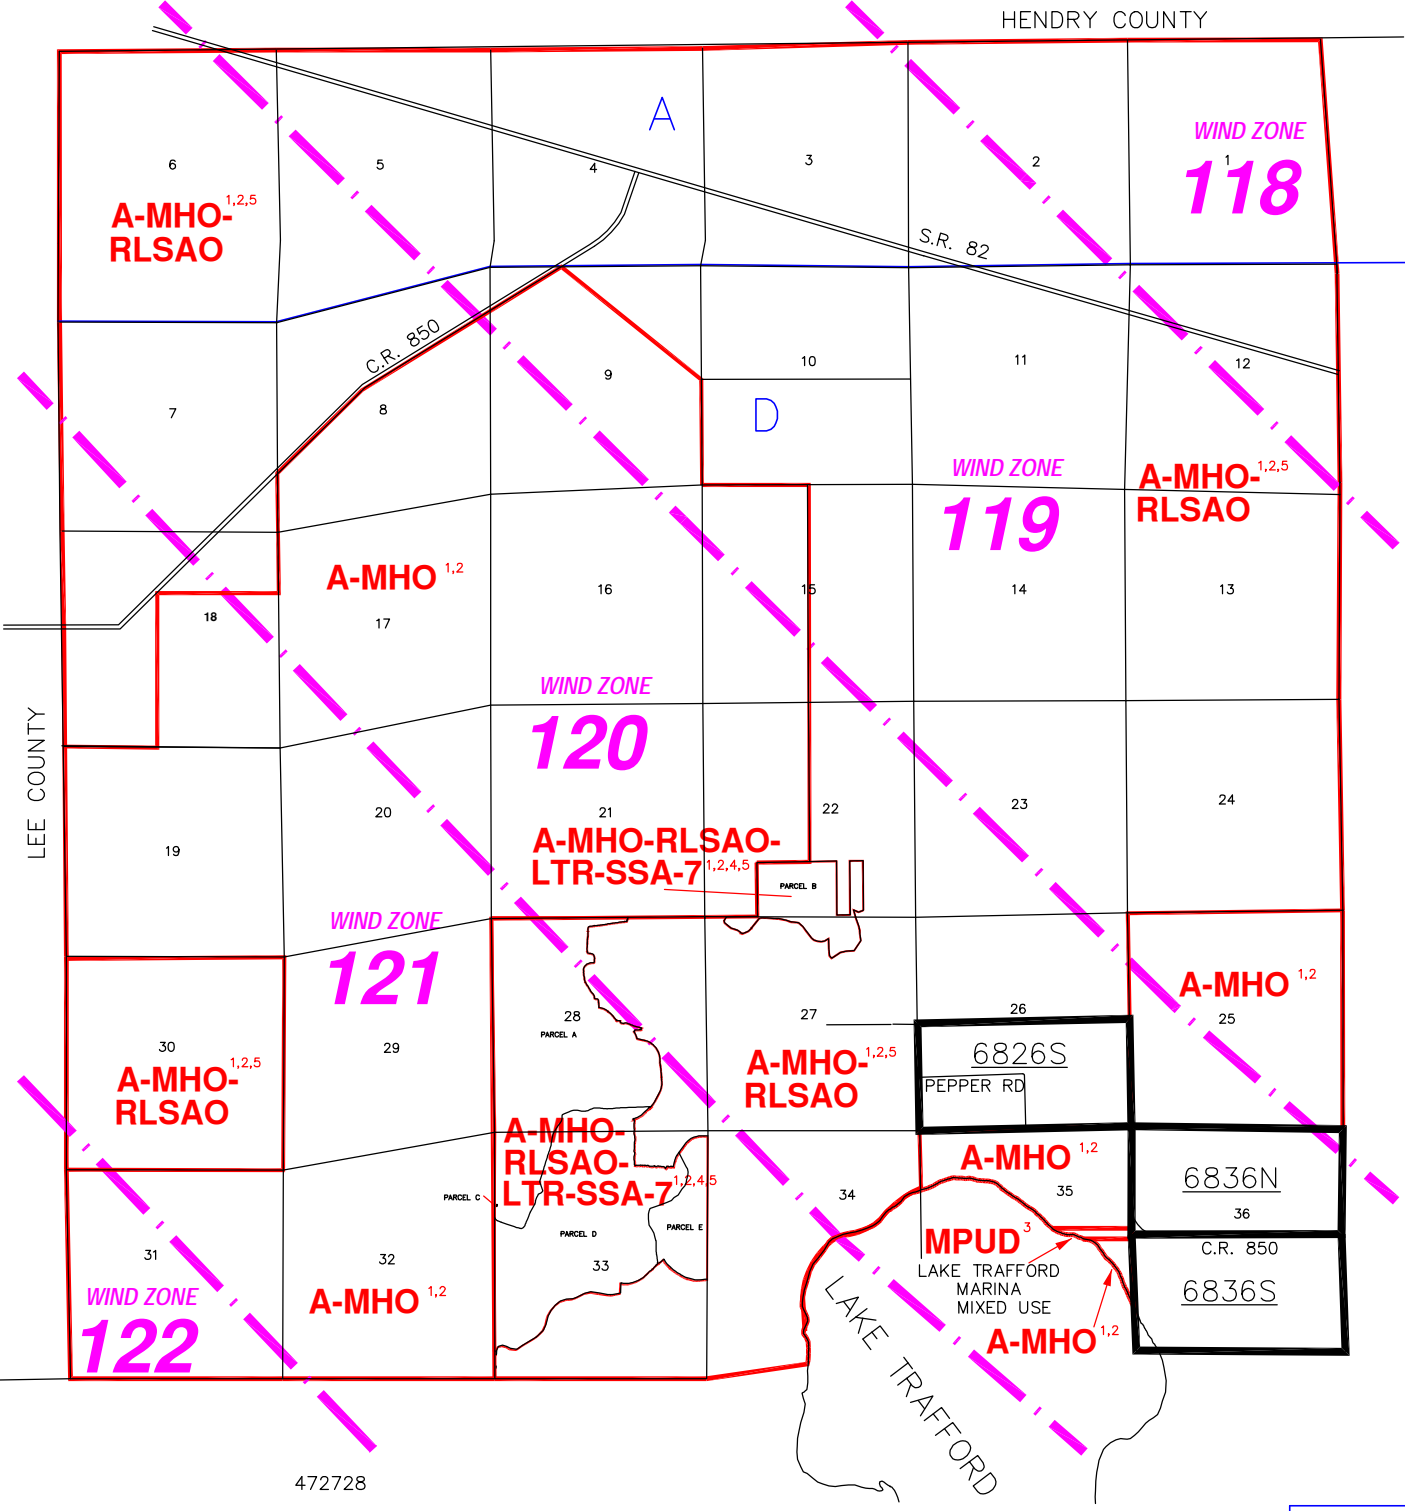 HENDRY COUNTY
A
WIND ZONE
118
6
5
4
3
2
1
A-MHO- 1,2,5
RLSAO
S.R. 82
C.R. 850
7
8
9
10
11
12
D
WIND ZONE
119
A-MHO- 1,2,5
RLSAO
A-MHO 1,2
18
17
16
15
14
13
WIND ZONE
120
LEE COUNTY
19
20
21
22
23
24
A-MHO-RLSAO-
LTR-SSA-7 1,2,4,5
PARCEL B
WIND ZONE
121
A-MHO 1,2
30
29
28
27
26
25
PARCEL A
A-MHO- 1,2,5
RLSAO
A-MHO- 1,2,5
RLSAO
6826S
PEPPER RD
A-MHO-
RLSAO-
LTR-SSA-7 1,2,4,5
A-MHO 1,2
6836N
PARCEL C
PARCEL D
PARCEL E
31
32
33
34
35
36
MPUD 3
LAKE TRAFFORD
MARINA
MIXED USE
C.R. 850
6836S
WIND ZONE
122
A-MHO 1,2
A-MHO 1,2
LAKE TRAFFORD
472728